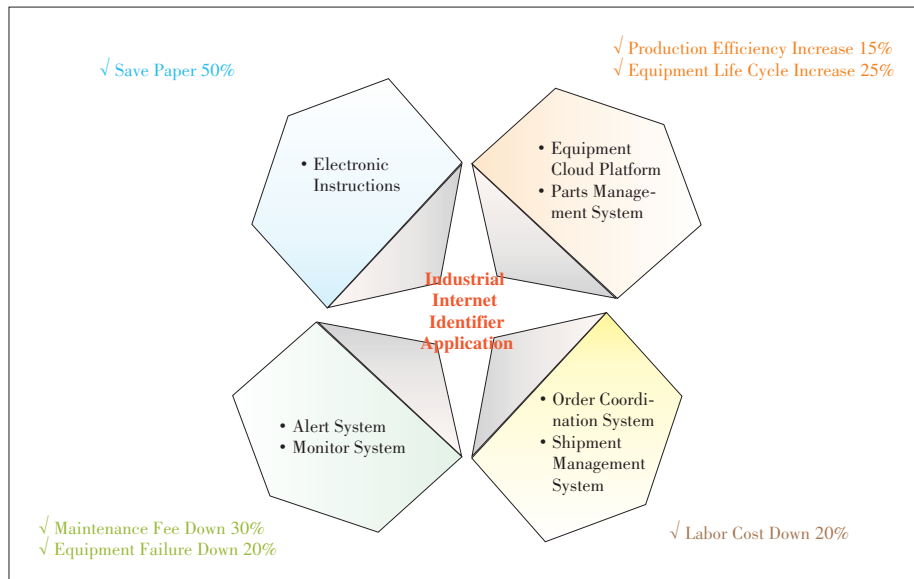 √ Save Paper 50%
√ Production Efficiency Increase 15%
√ Equipment Life Cycle Increase 25%
• Electronic
Instructions
• Equipment
Cloud Platform
• Parts Manage-
ment System
Industrial
Internet
Identifier
Application
• Alert System
• Monitor System
• Order Coordi-
nation System
• Shipment
Management
System
√ Maintenance Fee Down 30%
√ Equipment Failure Down 20%
√ Labor Cost Down 20%